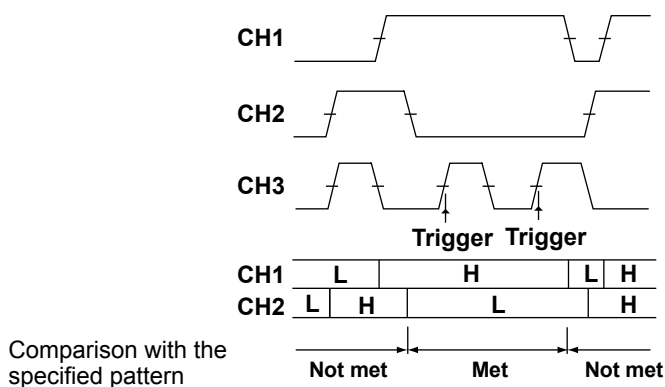 CH1
CH2
CH3
Trigger Trigger
CH1 L H L H
CH2 L H L H
Comparison with the
specified pattern
Not met Met Not met